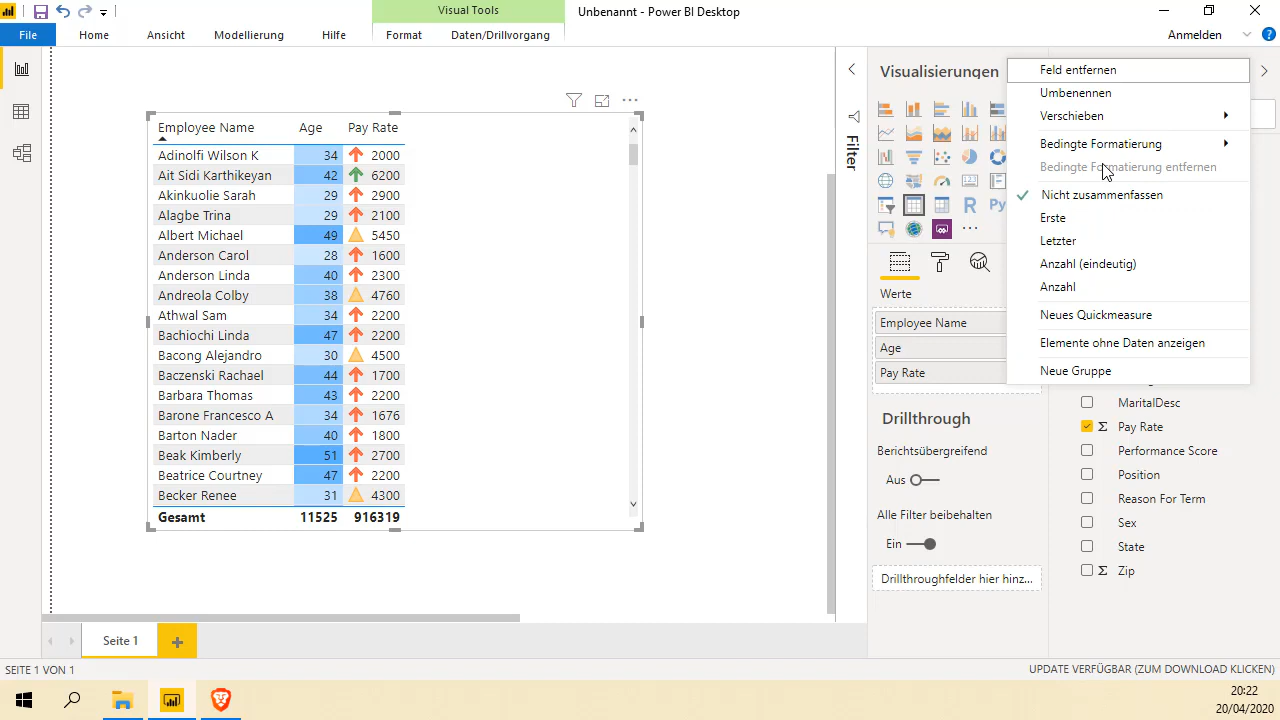 Visual Tools
Unbenannt - Power BI Desktop
File
Home
Ansicht
Modellierung
Hilfe
Format
Daten/Drillvorgang
Anmelden
Employee Name Age Pay Rate
Adinolfi Wilson K 34 2000
Ait Sidi Karthikeyan 42 6200
Akinkuolie Sarah 29 2900
Alagbe Trina 29 2100
Albert Michael 49 5450
Anderson Carol 28 1600
Anderson Linda 40 2300
Andreola Colby 38 4760
Athwal Sam 34 2200
Bachiochi Linda 47 2200
Bacong Alejandro 30 4500
Baczenski Rachael 44 1700
Barbara Thomas 43 2200
Barone Francesco A 34 1676
Barton Nader 40 1800
Beak Kimberly 51 2700
Beatrice Courtney 47 2200
Becker Renee 31 4300
Gesamt 11525 916319
Filter
Visualisierungen
R
Py
Werte
Employee Name
Age
Pay Rate
Drillthrough
Berichtsübergreifend
Aus
Alle Filter beibehalten
Ein
Drillthroughfelder hier hinz...
Feld entfernen
Umbenennen
Verschieben
Bedingte Formatierung
Bedingte Formatierung entfernen
Nicht zusammenfassen
Erste
Letzter
Anzahl (eindeutig)
Anzahl
Neues Quickmeasure
Elemente ohne Daten anzeigen
Neue Gruppe
MaritalDesc
Σ Pay Rate
Performance Score
Position
Reason For Term
Sex
State
Σ Zip
Seite 1
SEITE 1 VON 1
UPDATE VERFÜGBAR (ZUM DOWNLOAD KLICKEN)
20:22
20/04/2020